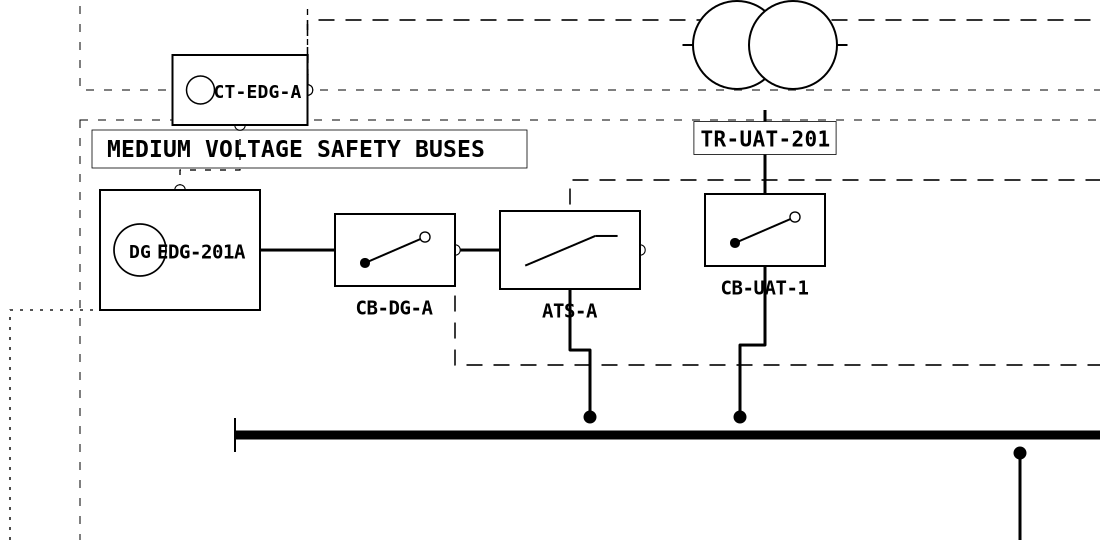 CT-EDG-A
TR-UAT-201
MEDIUM VOLTAGE SAFETY BUSES
DG EDG-201A
CB-UAT-1
CB-DG-A
ATS-A